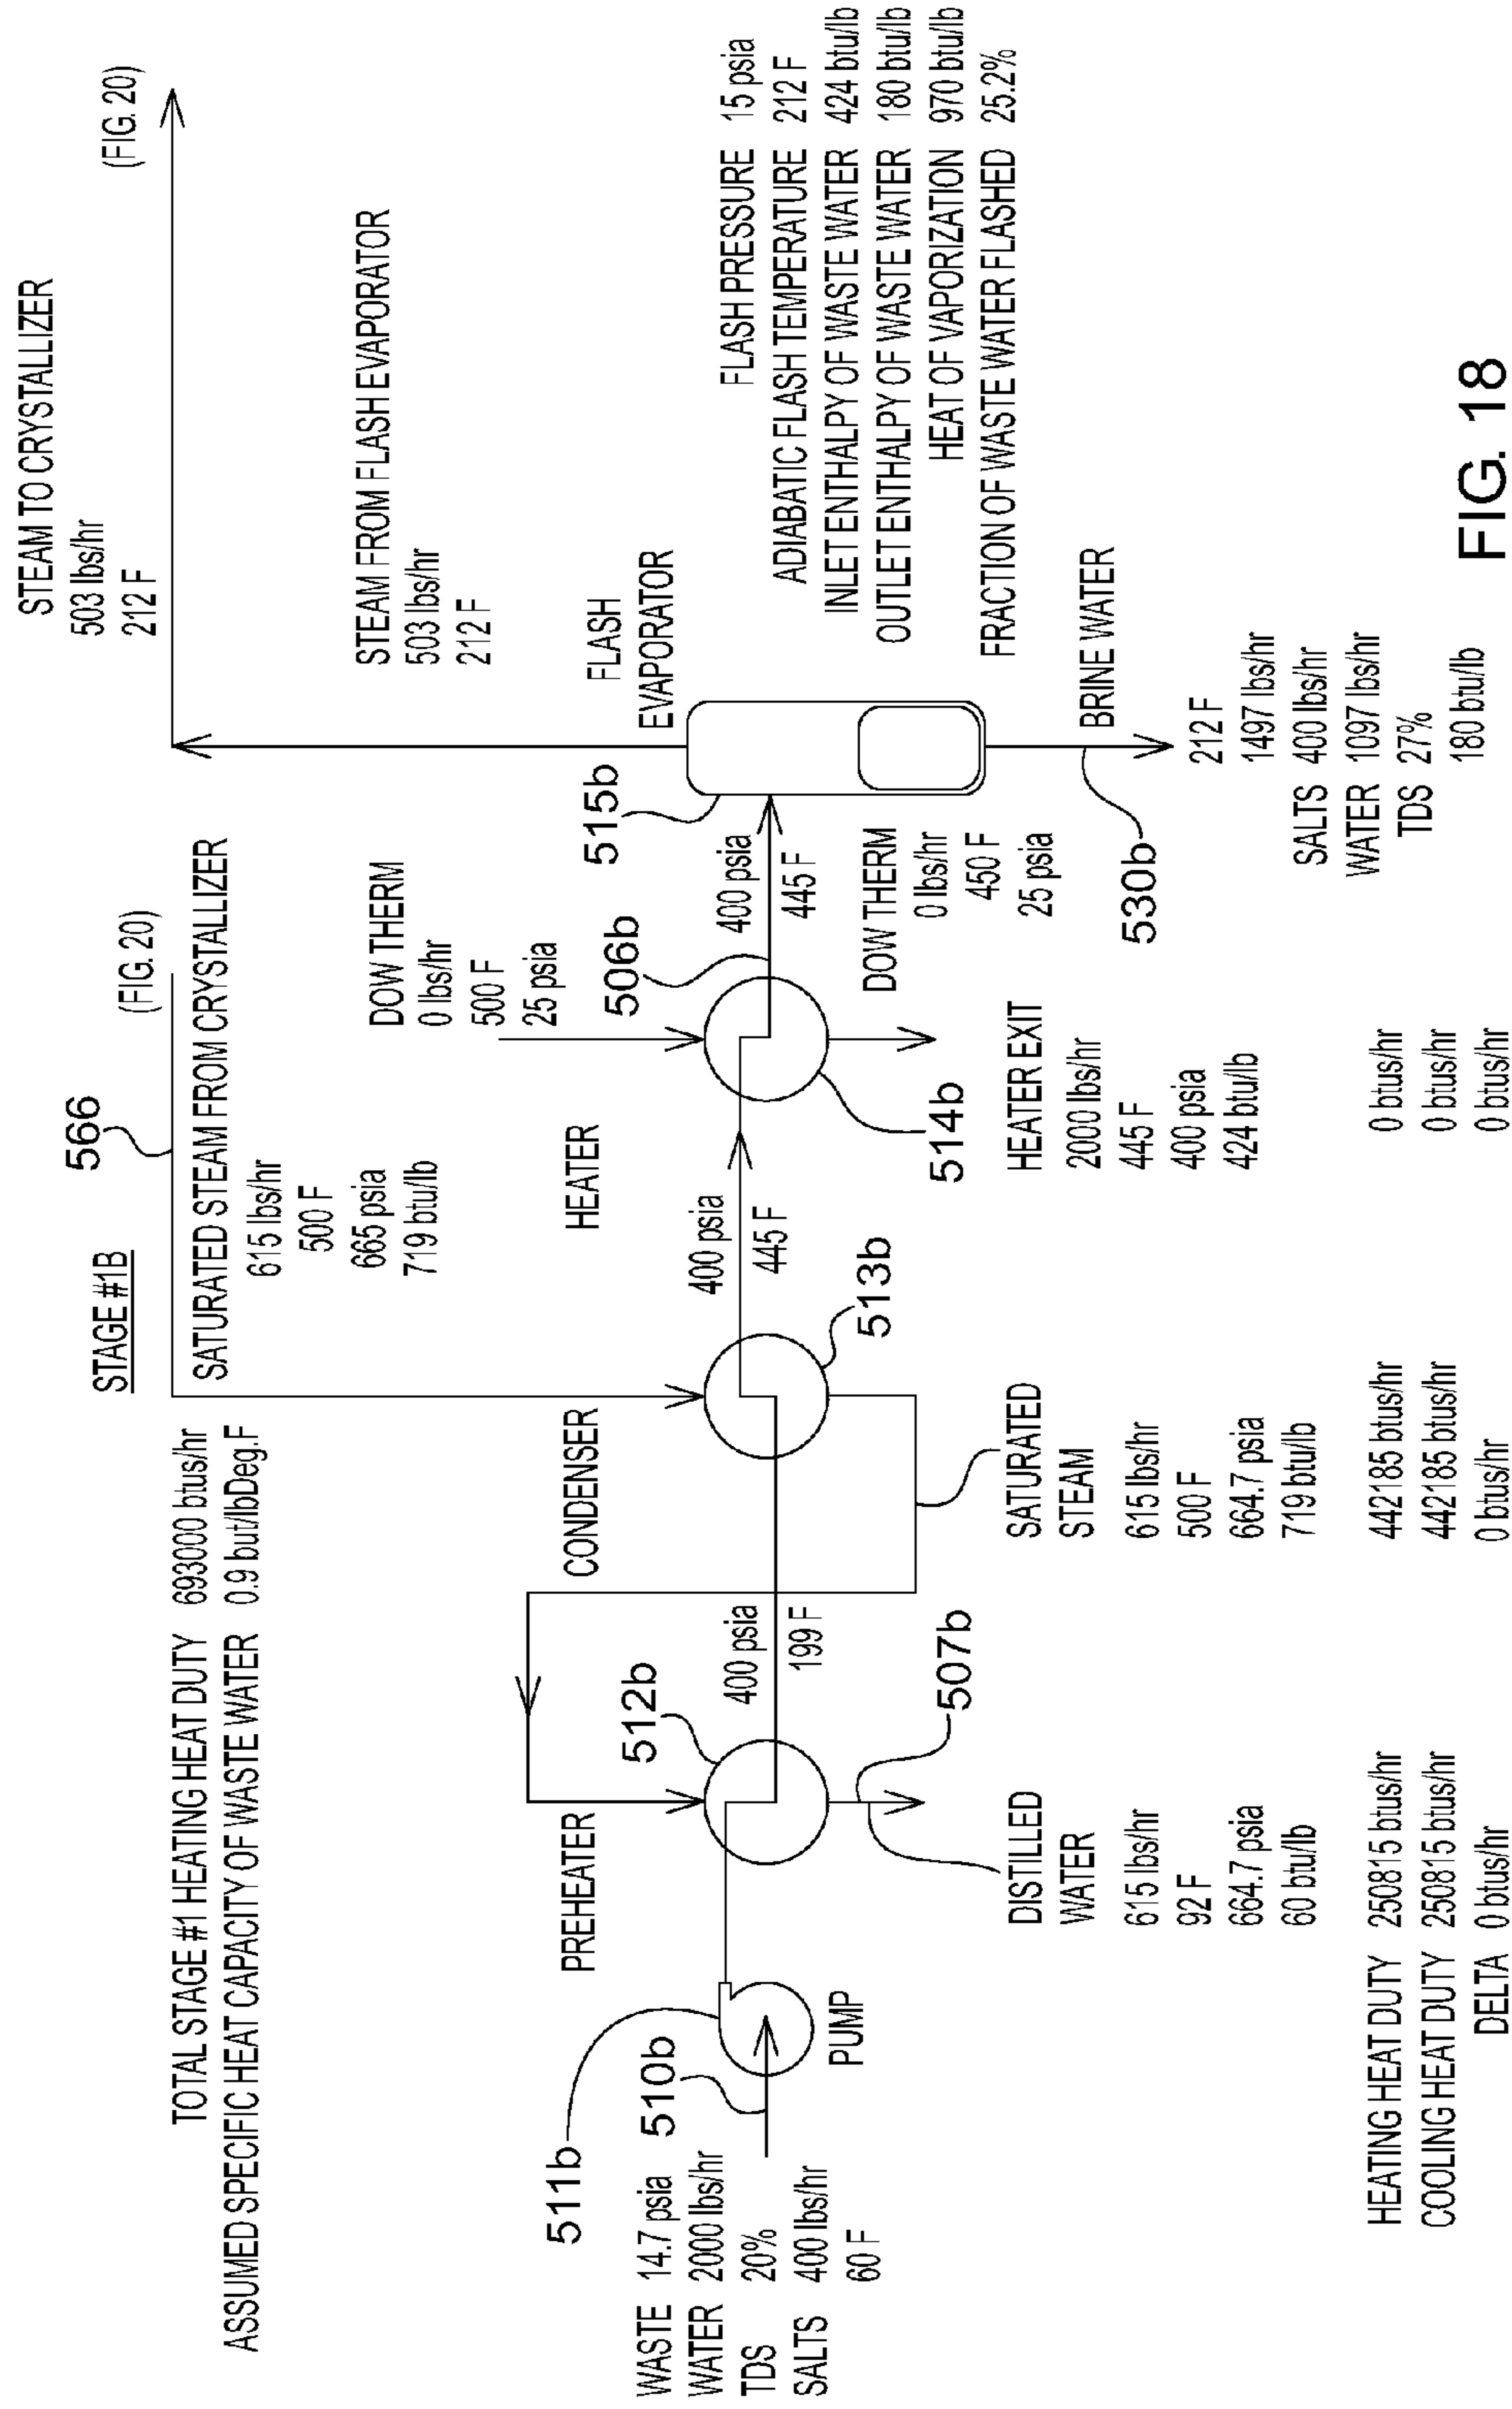 STEAM TO CRYSTALLIZER
503 lbs/hr
212 F
(FIG. 20)
566
(FIG. 20)
STAGE #1B
SATURATED STEAM FROM CRYSTALLIZER
615 lbs/hr
500 F
665 psia
719 btu/lb
TOTAL STAGE #1 HEATING HEAT DUTY 693000 btus/hr
ASSUMED SPECIFIC HEAT CAPACITY OF WASTE WATER 0.9 but/lbDeg.F
STEAM FROM FLASH EVAPORATOR
503 lbs/hr
212 F
DOW THERM
0 lbs/hr
500 F
25 psia
511b
510b
PREHEATER
512b
CONDENSER
HEATER
506b
515b
FLASH
EVAPORATOR
WASTE 14.7 psia
WATER 2000 lbs/hr
TDS 20%
SALTS 400 lbs/hr
60 F
PUMP
400 psia
199 F
400 psia
445 F
400 psia
445 F
513b
514b
507b
DOW THERM
0 lbs/hr
450 F
25 psia
FLASH PRESSURE 15 psia
ADIABATIC FLASH TEMPERATURE 212 F
INLET ENTHALPY OF WASTE WATER 424 btu/lb
OUTLET ENTHALPY OF WASTE WATER 180 btu/lb
HEAT OF VAPORIZATION 970 btu/lb
FRACTION OF WASTE WATER FLASHED 25.2%
DISTILLED
WATER
615 lbs/hr
92 F
664.7 psia
60 btu/lb
SATURATED
STEAM
615 lbs/hr
500 F
664.7 psia
719 btu/lb
HEATER EXIT
2000 lbs/hr
445 F
400 psia
424 btu/lb
530b
BRINE WATER
212 F
1497 lbs/hr
SALTS 400 lbs/hr
WATER 1097 lbs/hr
TDS 27%
180 btu/lb
HEATING HEAT DUTY 250815 btus/hr 442185 btus/hr 0 btus/hr
COOLING HEAT DUTY 250815 btus/hr 442185 btus/hr 0 btus/hr
DELTA 0 btus/hr 0 btus/hr 0 btus/hr
FIG. 18